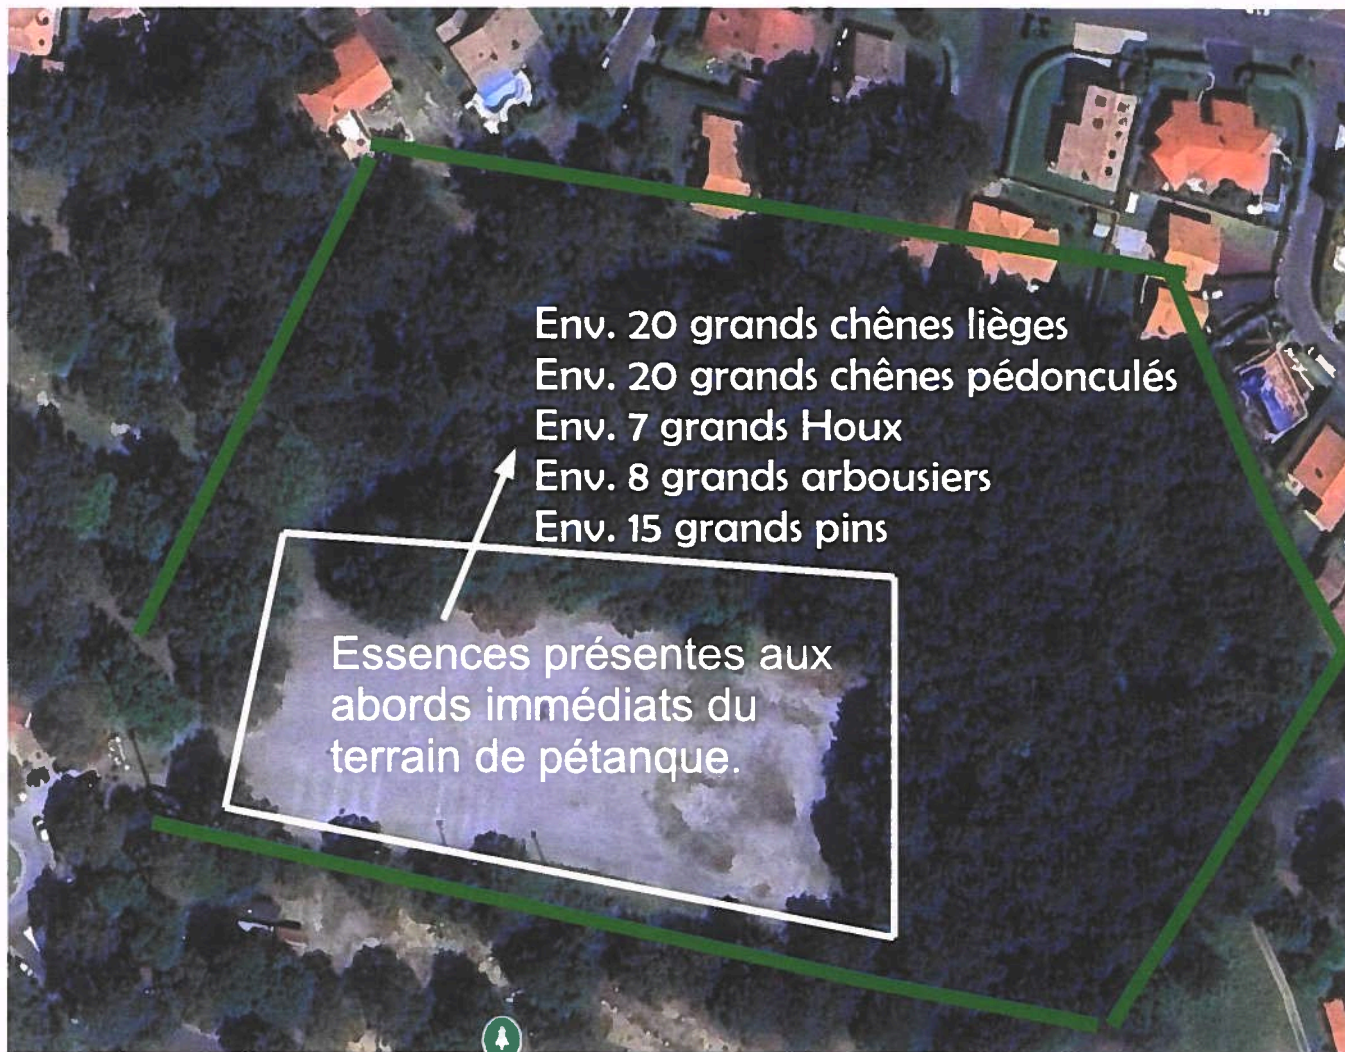 Env. 20 grands chênes lièges
Env. 20 grands chênes pédonculés
Env. 7 grands Houx
Env. 8 grands arbousiers
Env. 15 grands pins
Essences présentes aux
abords immédiats du
terrain de pétanque.